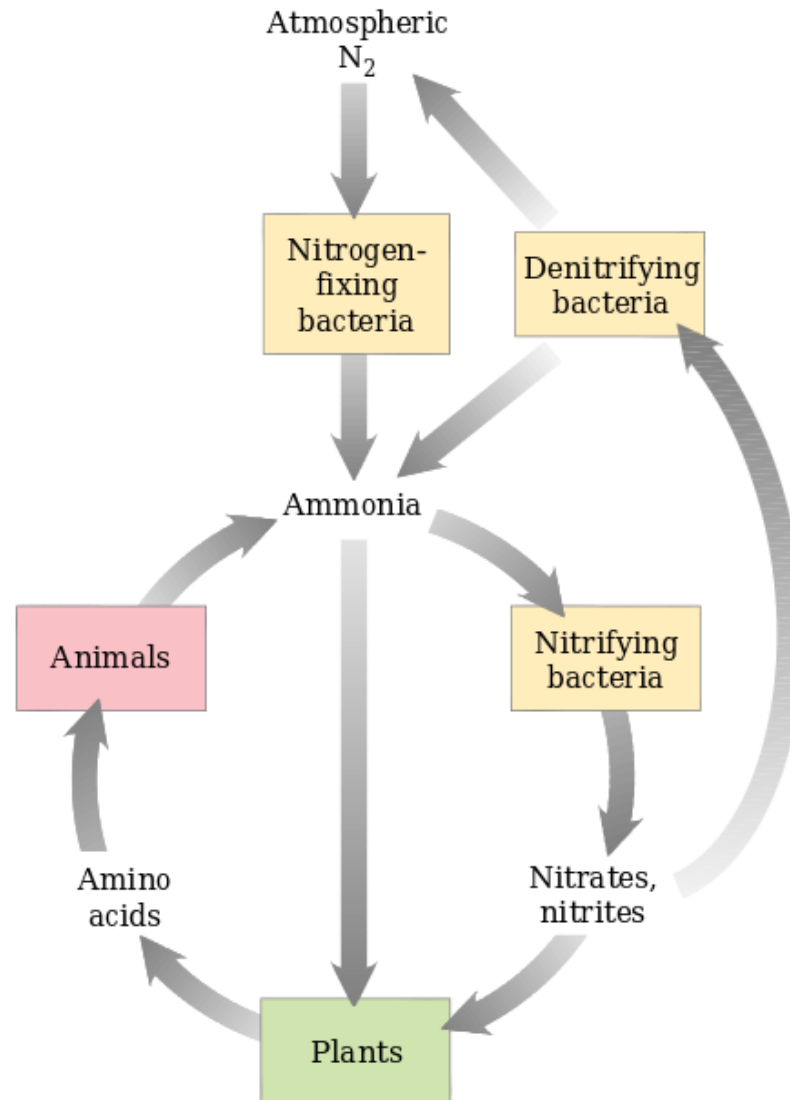 Atmospheric
N₂
Nitrogen-
fixing
bacteria
Denitrifying
bacteria
Ammonia
Animals
Nitrifying
bacteria
Amino
acids
Nitrates,
nitrites
Plants